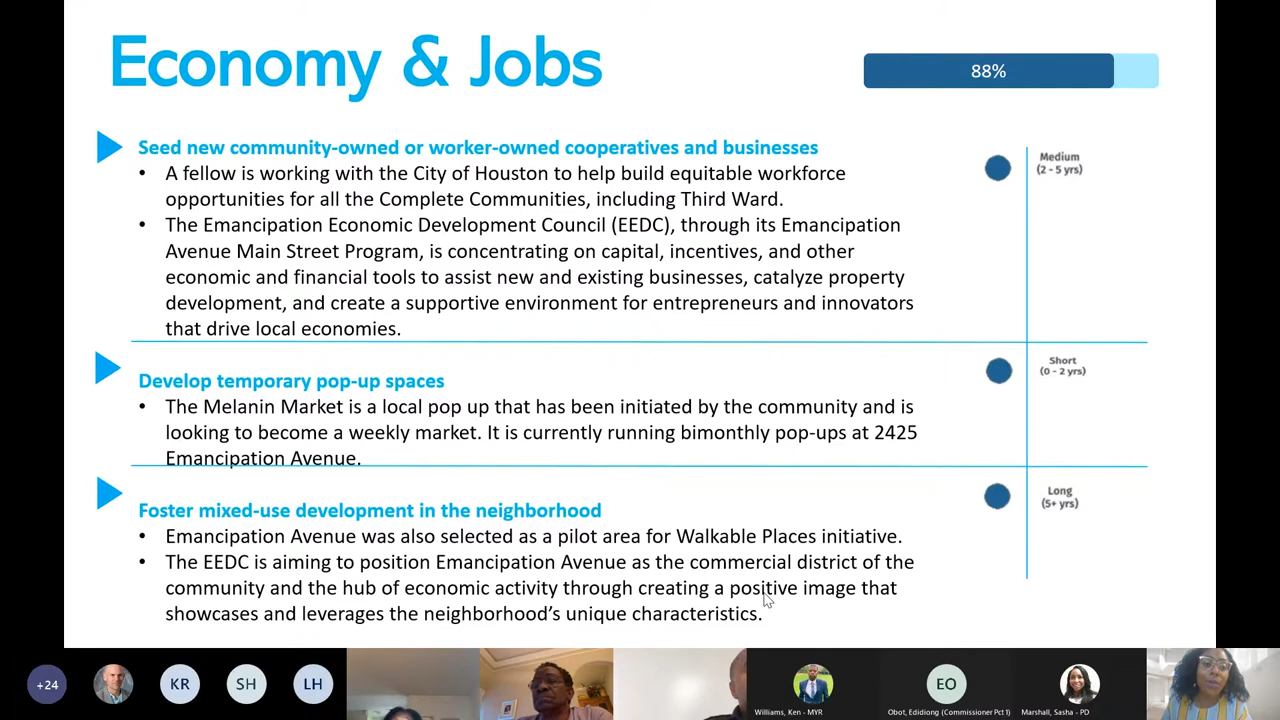 Economy & Jobs
88%
Seed new community-owned or worker-owned cooperatives and businesses
• A fellow is working with the City of Houston to help build equitable workforce
opportunities for all the Complete Communities, including Third Ward.
• The Emancipation Economic Development Council (EEDC), through its Emancipation
Avenue Main Street Program, is concentrating on capital, incentives, and other
economic and financial tools to assist new and existing businesses, catalyze property
development, and create a supportive environment for entrepreneurs and innovators
that drive local economies.
Medium
(2 - 5 yrs)
Develop temporary pop-up spaces
• The Melanin Market is a local pop up that has been initiated by the community and is
looking to become a weekly market. It is currently running bimonthly pop-ups at 2425
Emancipation Avenue.
Short
(0 - 2 yrs)
Foster mixed-use development in the neighborhood
• Emancipation Avenue was also selected as a pilot area for Walkable Places initiative.
• The EEDC is aiming to position Emancipation Avenue as the commercial district of the
community and the hub of economic activity through creating a positive image that
showcases and leverages the neighborhood’s unique characteristics.
Long
(5+ yrs)
+24
KR
SH
LH
Williams, Ken - MYR
EO
Obot, Edidiong (Commissioner Pct 1)
Marshall, Sasha - PD